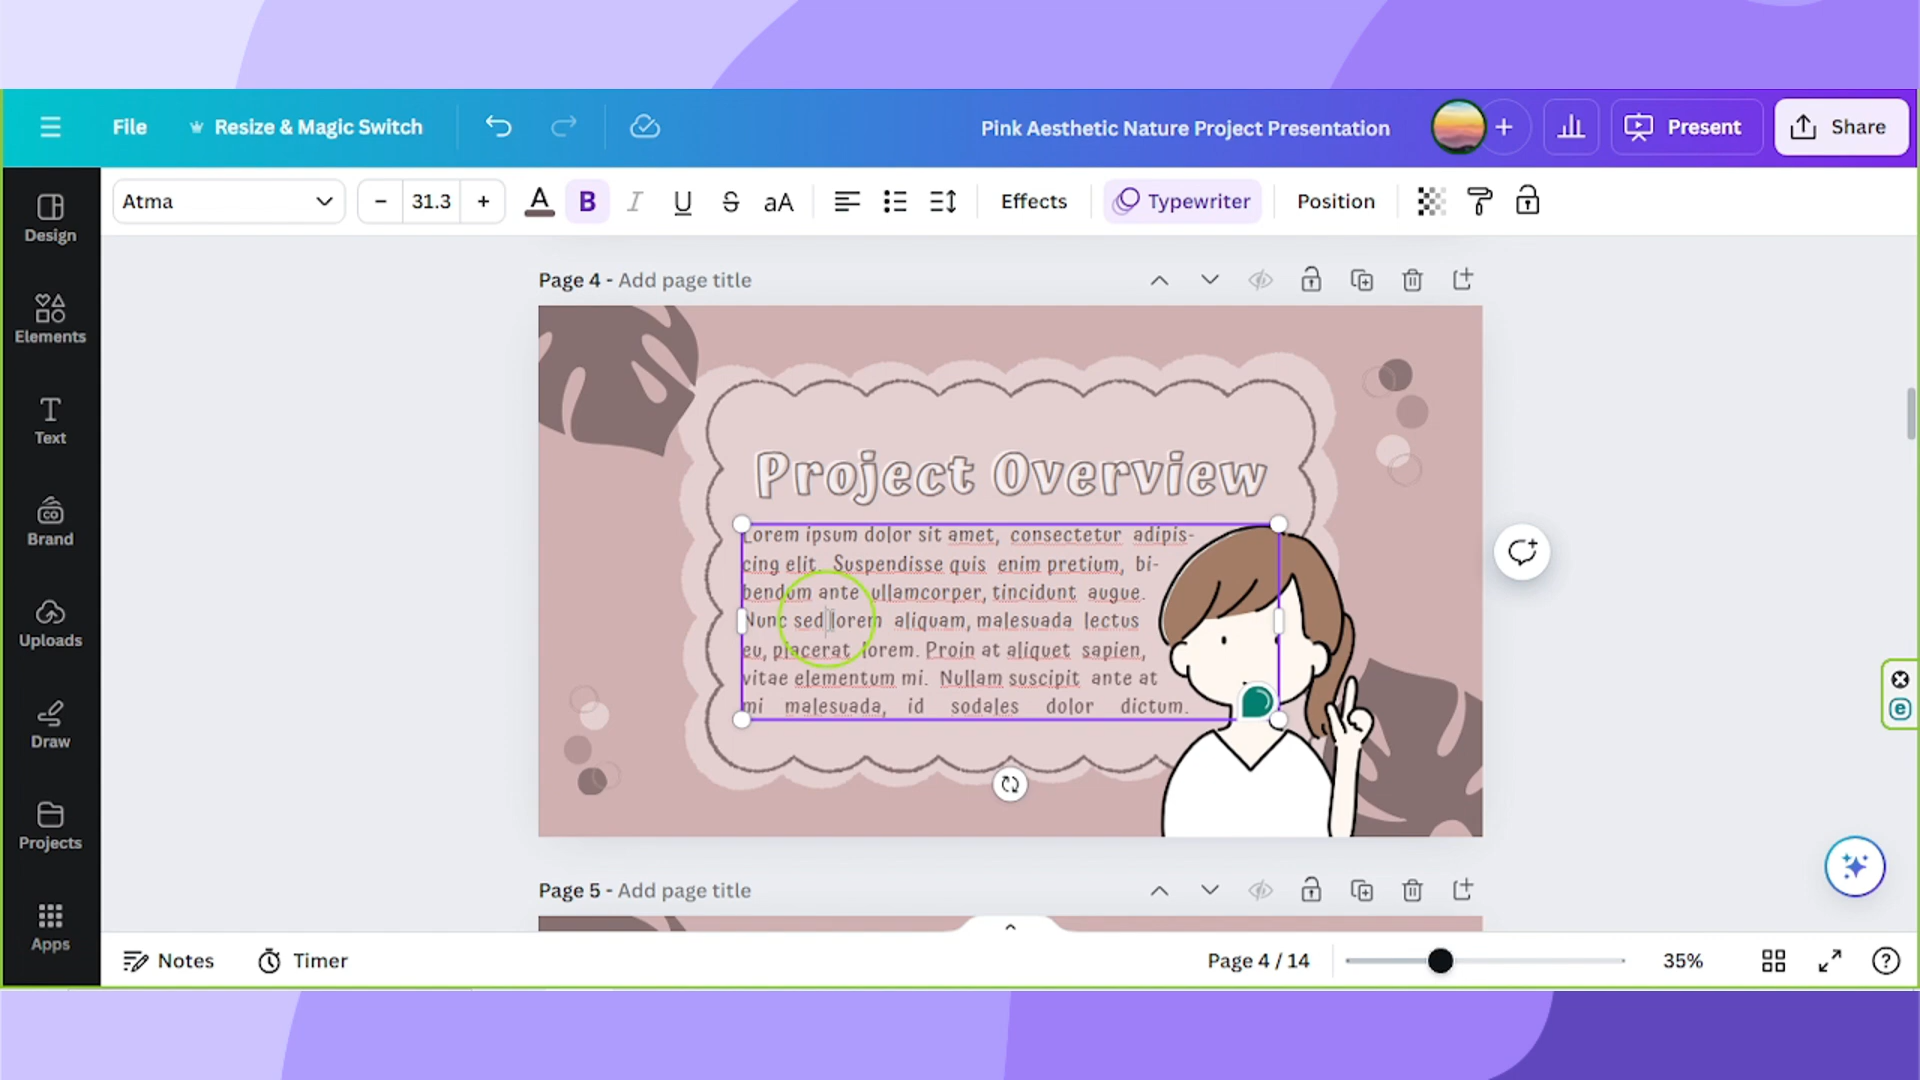 File
Resize & Magic Switch
Pink Aesthetic Nature Project Presentation
Present
Share
Atma
31.3
A
B
I
U
S
aA
Effects
Typewriter
Position
Design
Elements
Text
Brand
Uploads
Draw
Projects
Apps
Page 4 - Add page title
Project Overview
Lorem ipsum dolor sit amet, consectetur adipis-
cing elit. Suspendisse quis enim pretium, bi-
bendum ante ullamcorper, tincidunt augue.
Nunc sed lorem aliquam, malesuada lectus
eu, placerat lorem. Proin at aliquet sapien,
vitae elementum mi. Nullam suscipit ante at
mi malesuada, id sodales dolor dictum.
Page 5 - Add page title
Notes
Timer
Page 4 / 14
35%